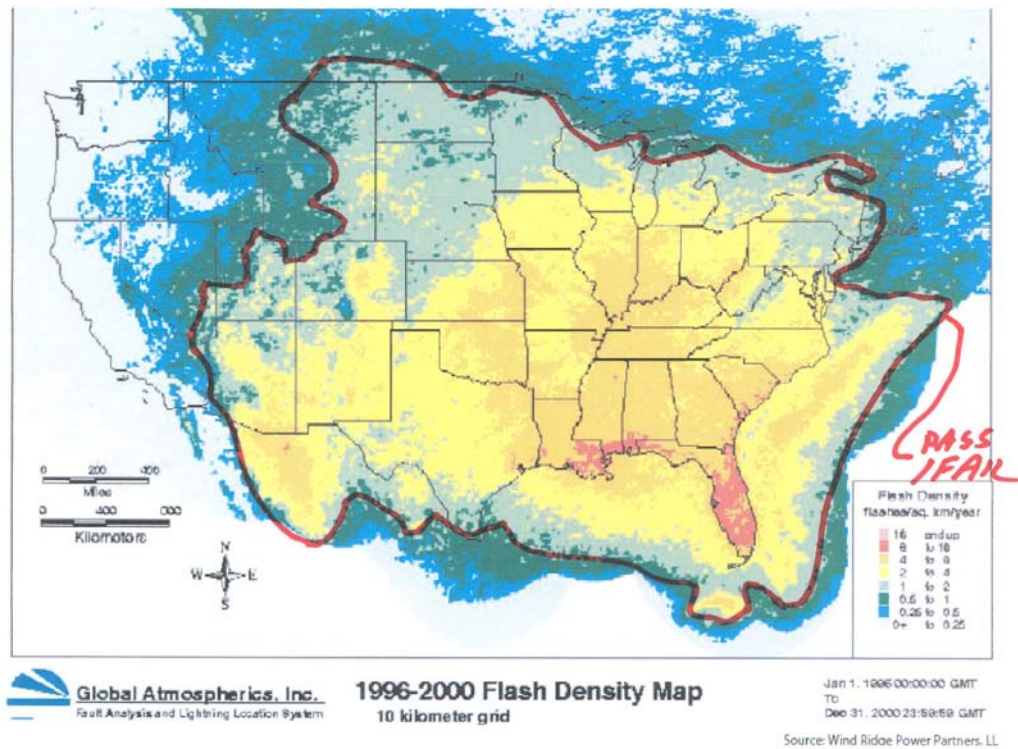 0 200 400
Miles
0 400 800
Kilometers
N
W E
S
PASS
/FAIL
Flash Density
flashes/sq. km/year
16 and up
8 to 16
4 to 8
2 to 4
1 to 2
0.5 to 1
0.25 to 0.5
0+ to 0.25
Global Atmospherics, Inc.
Fault Analysis and Lightning Location System
1996-2000 Flash Density Map
10 kilometer grid
Jan 1, 1996 00:00:00 GMT
To
Dec 31, 2000 23:59:59 GMT
Source: Wind Ridge Power Partners, LL